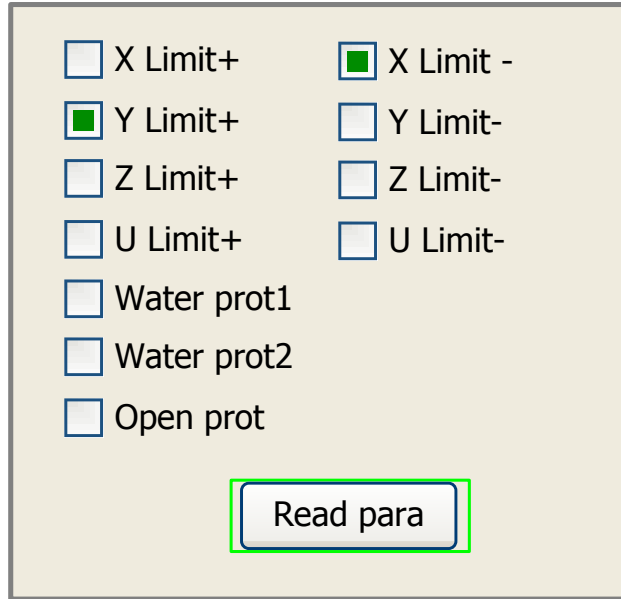 X Limit+ X Limit -
Y Limit+ Y Limit-
Z Limit+ Z Limit-
U Limit+ U Limit-
Water prot1
Water prot2
Open prot
Read para